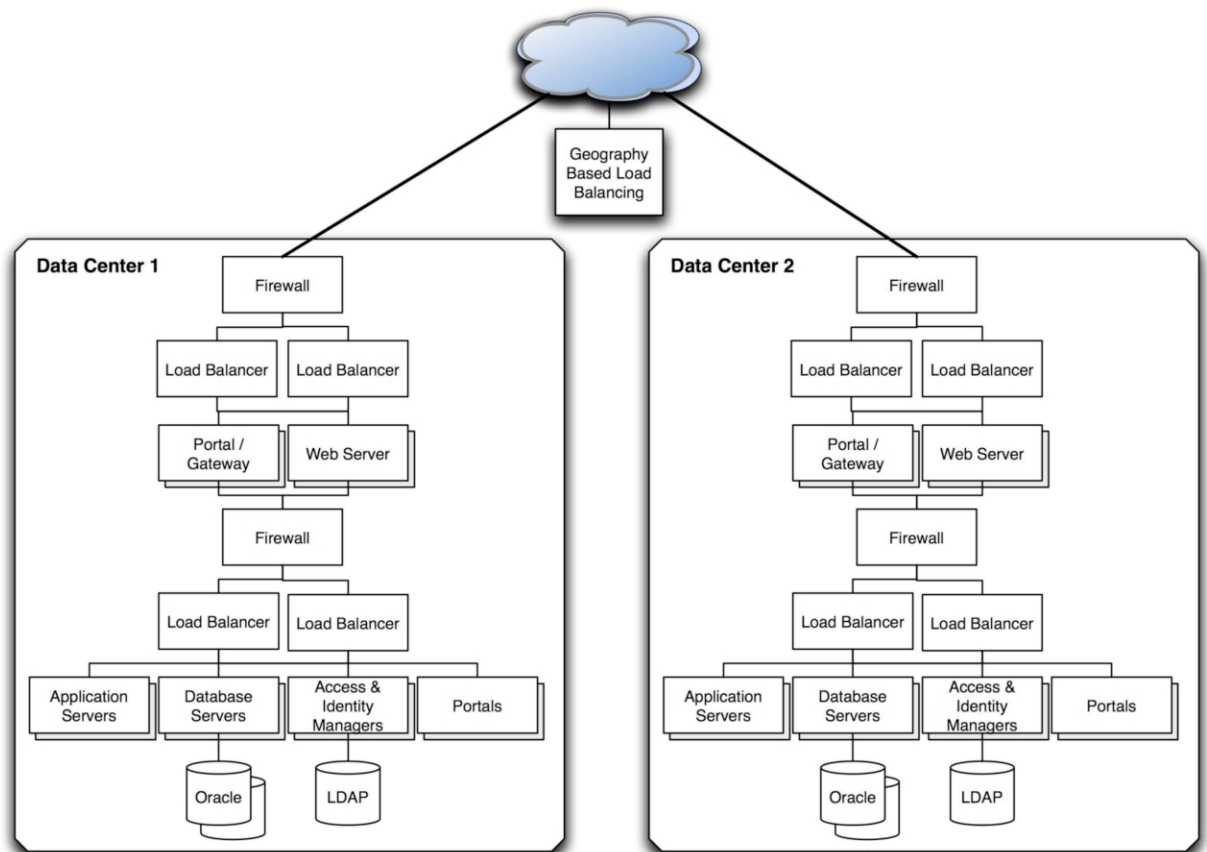 Geography
Based Load
Balancing
Data Center 1
Firewall
Load Balancer
Load Balancer
Portal /
Gateway
Web Server
Firewall
Load Balancer
Load Balancer
Application
Servers
Database
Servers
Access &
Identity
Managers
Portals
Oracle
LDAP
Data Center 2
Firewall
Load Balancer
Load Balancer
Portal /
Gateway
Web Server
Firewall
Load Balancer
Load Balancer
Application
Servers
Database
Servers
Access &
Identity
Managers
Portals
Oracle
LDAP